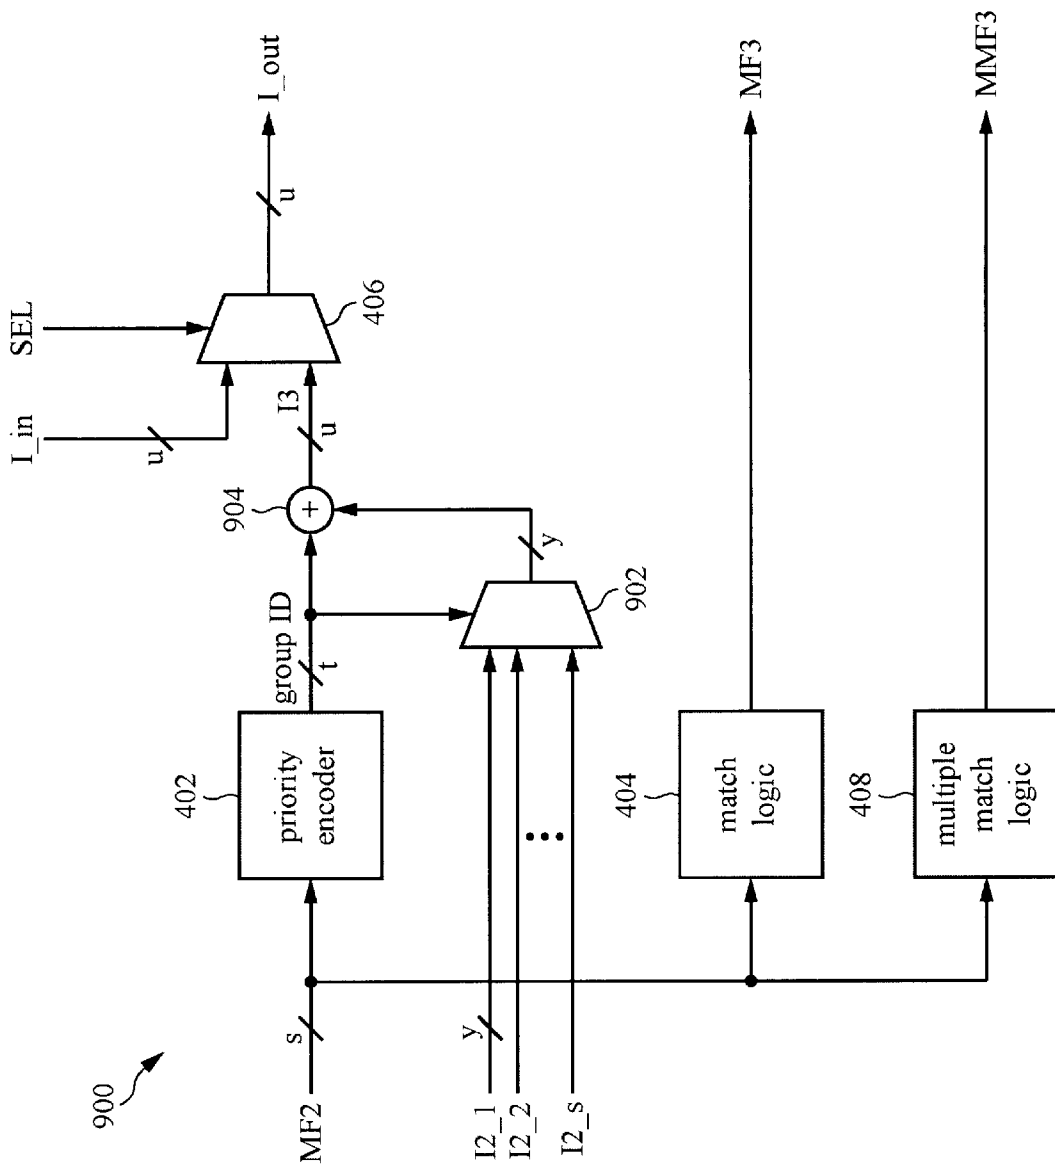 900
MF2
s
402
priority
encoder
group ID
t
904
+
I3
u
I_in
u
SEL
406
u
I_out
I2_1
I2_2
I2_s
y
902
y
404
match
logic
MF3
408
multiple
match
logic
MMF3